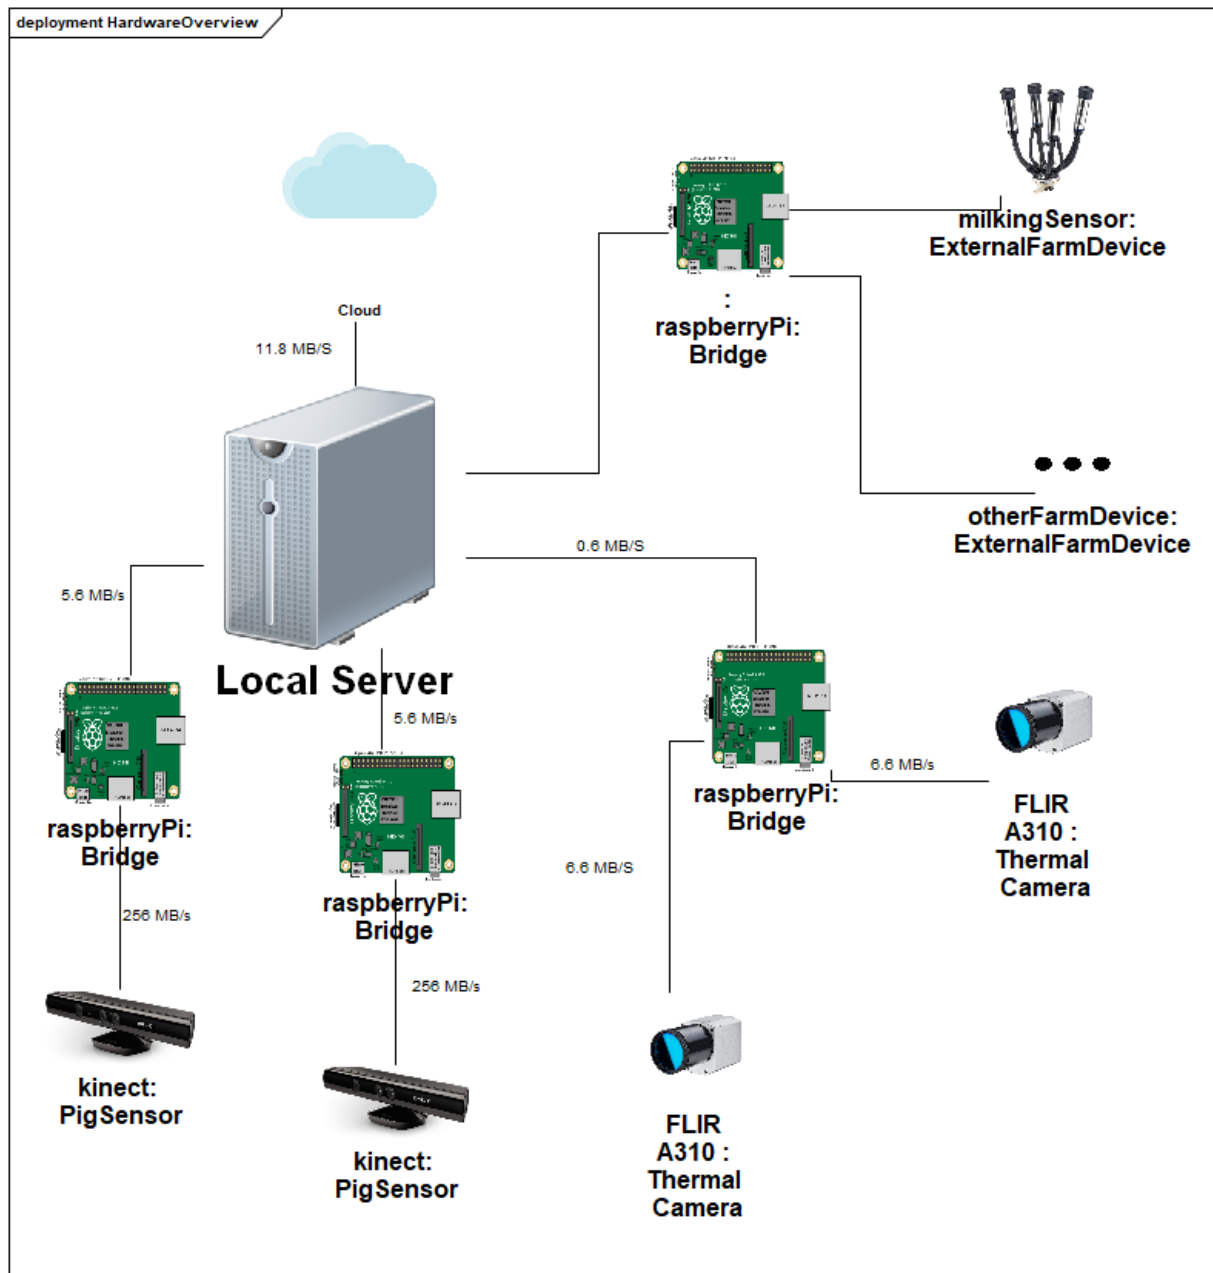 deployment HardwareOverview
milkingSensor:
ExternalFarmDevice
:
raspberryPi:
Bridge
Cloud
11.8 MB/S
otherFarmDevice:
ExternalFarmDevice
0.6 MB/S
5.6 MB/s
Local Server
5.6 MB/s
6.6 MB/s
raspberryPi:
Bridge
FLIR
A310 :
Thermal
Camera
raspberryPi:
Bridge
6.6 MB/S
raspberryPi:
Bridge
256 MB/s
256 MB/s
kinect:
PigSensor
FLIR
A310 :
Thermal
Camera
kinect:
PigSensor